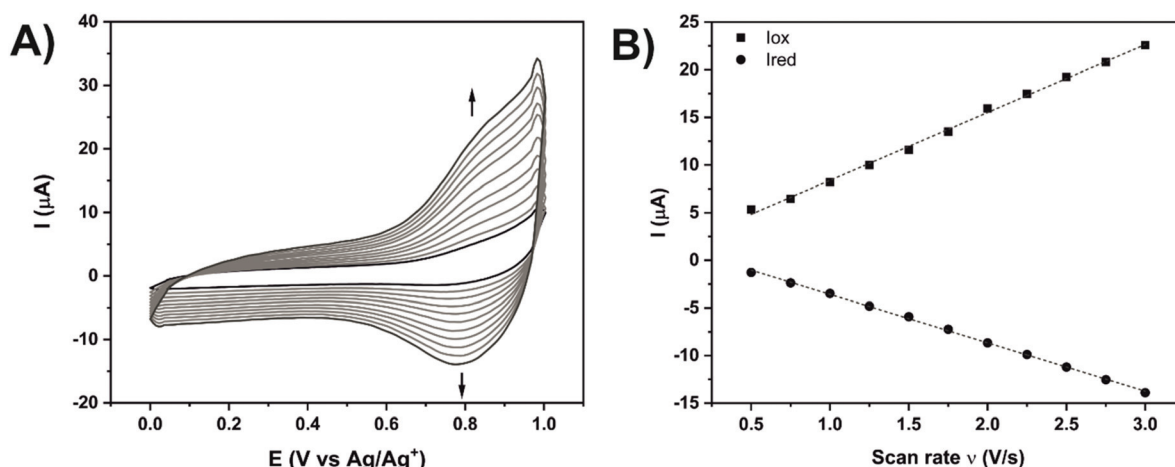 A)
I (µA)
40
30
20
10
0
-10
-20
0.0 0.2 0.4 0.6 0.8 1.0
E (V vs Ag/Ag⁺)
B)
Iox
Ired
I (µA)
25
20
15
10
5
0
-5
-10
-15
0.5 1.0 1.5 2.0 2.5 3.0
Scan rate ν (V/s)